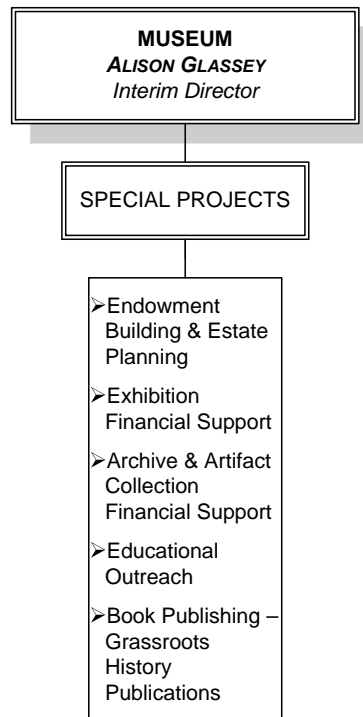 MUSEUM
ALISON GLASSEY
Interim Director
SPECIAL PROJECTS
➢Endowment
Building & Estate
Planning
➢Exhibition
Financial Support
➢Archive & Artifact
Collection
Financial Support
➢Educational
Outreach
➢Book Publishing –
Grassroots
History
Publications